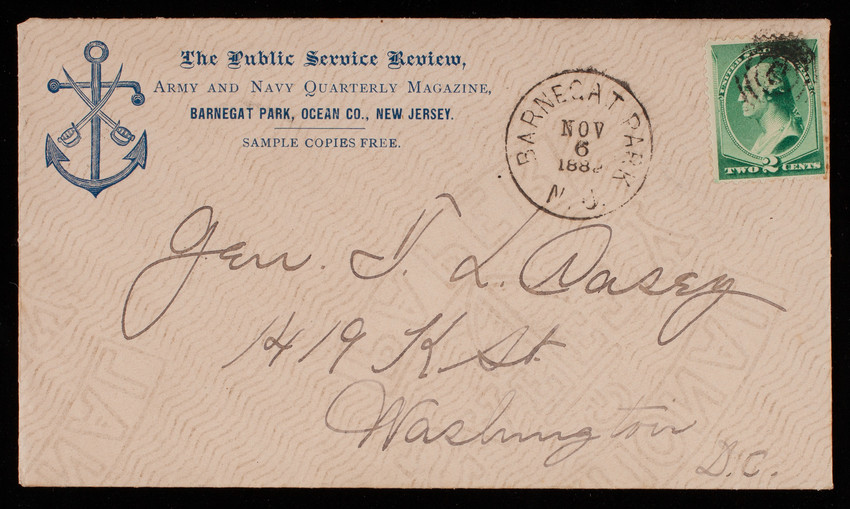 The Public Service Review,
Army and Navy Quarterly Magazine,
BARNEGAT PARK, OCEAN CO., NEW JERSEY.
SAMPLE COPIES FREE.
BARNEGAT PARK
NOV
6
N.J.
TWO 2 CENTS
Gen. T. L. Casey
1419 K St.
Washington
D.C.